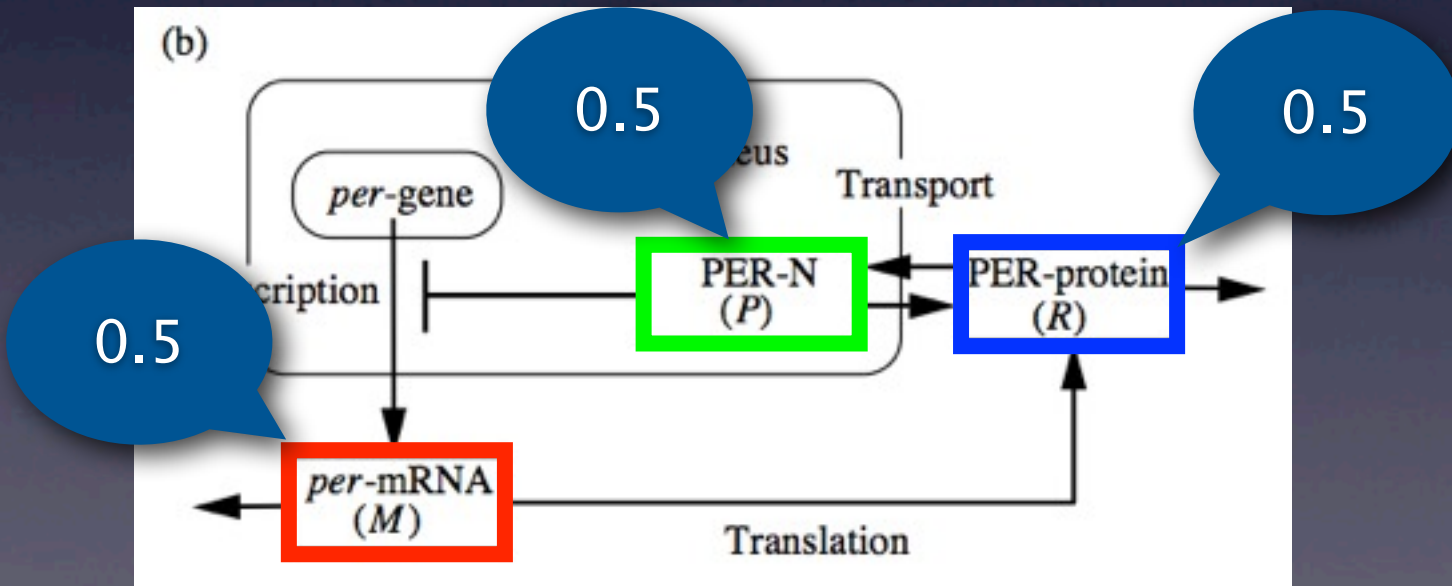 (b)
0.5
0.5
per-gene
Transport
PER-N
(P)
PER-protein
(R)
0.5
per-mRNA
(M)
Translation